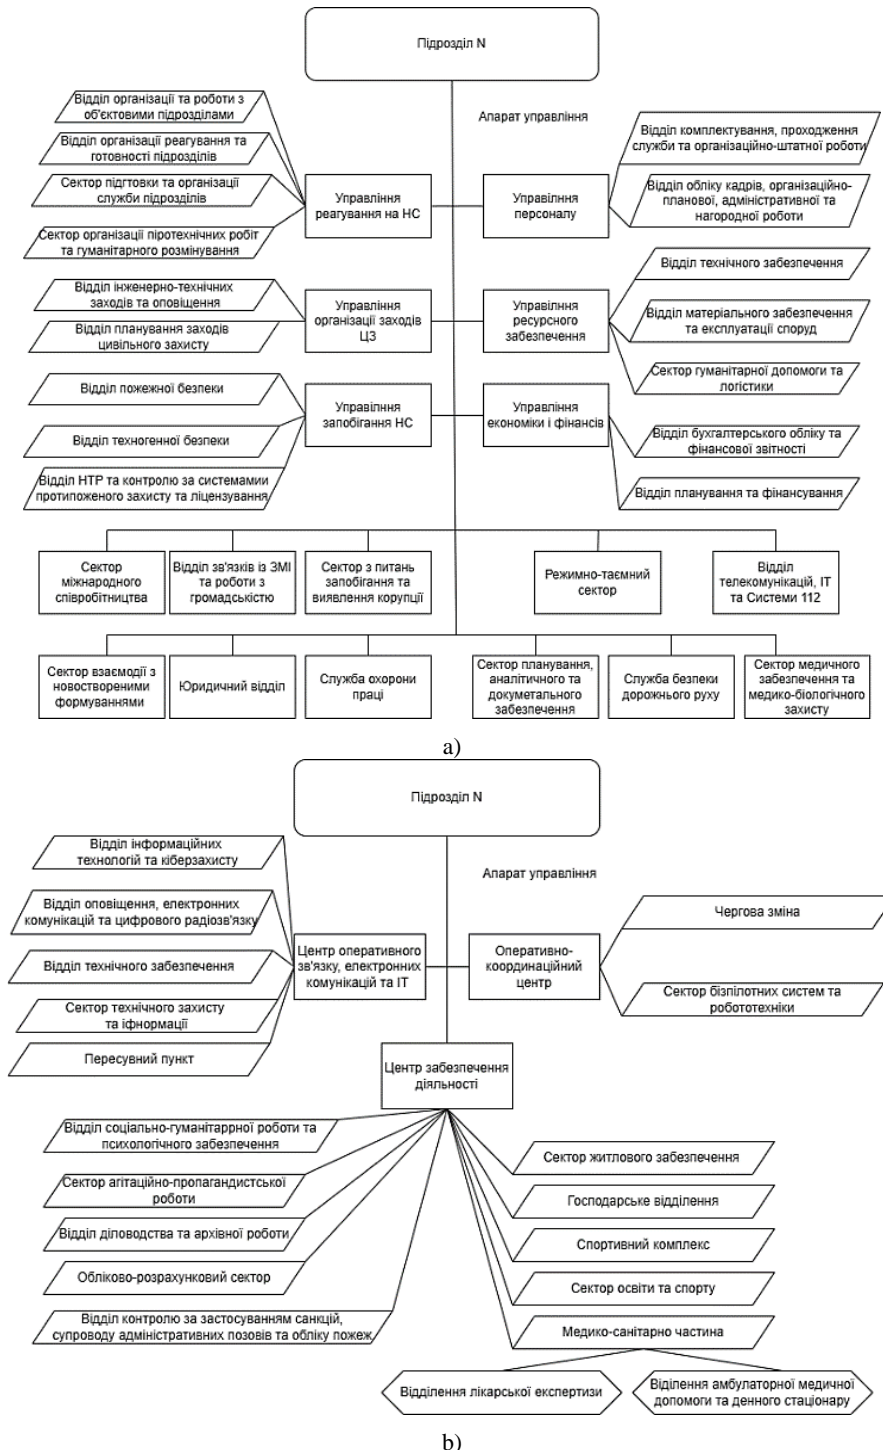 Підрозділ N
Апарат управління
Відділ організації та роботи з
об'єктовими підрозділами
Відділ організації реагування та
готовності підрозділів
Сектор підгтовки та організації
служби підрозділів
Сектор організації піротехнічних робіт
та гуманітарного розмінування
Управління
реагування на НС
Управілння
персоналу
Відділ комплектування, проходження
служби та організаційно-штатної роботи
Відділ обліку кадрів, організаційно-
планової, адміністративної та
нагородної роботи
Відділ інженерно-технічних
заходів та оповіщення
Відділ планування заходів
цивільного захисту
Управління
організації заходів
ЦЗ
Управілння
ресурсного
забезпечення
Відділ технічного забезпечення
Відділ матеріального забезпечення
та експлуатації споруд
Сектор гуманітарної допомоги та
логістики
Відділ пожежної безпеки
Відділ техногенної безпеки
Відділ НТР та контролю за системамии
протипоженого захисту та ліцензування
Управілння
запобігання НС
Управління
економіки і фінансів
Відділ бухгалтерського обліку та
фінансової звітності
Відділ планування та фінансування
Сектор
міжнародного
співробітництва
Відділ зв'язків із ЗМІ
та роботи з
громадськістю
Сектор з питань
запобігання та
виявлення корупції
Режимно-таємний
сектор
Відділ
телекомунікацій, ІТ
та Системи 112
Сектор взаємодії з
новоствореними
формуваннями
Юридичний відділ
Служба охорони
праці
Сектор планування,
аналітичного та
докуметального
забезпечення
Служба безпеки
дорожнього руху
Сектор медичного
забезпечення та
медико-біологічного
захисту
а)
Підрозділ N
Апарат управління
Відділ інформаційних
технологій та кіберзахисту
Відділ оповіщення, електронних
комунікацій та цифрового радіозв'язку
Відділ технічного забезпечення
Сектор технічного захисту
та іфнормації
Пересувний пункт
Центр оперативного
зв'язку, електронних
комунікацій та ІТ
Оперативно-
координаційний
центр
Чергова зміна
Сектор бізпілотних систем та
робототехніки
Центр забезпечення
діяльності
Відділ соціально-гуманітаррної роботи та
психологічного забезпечення
Сектор агітаційно-пропагандистської
роботи
Відділ діловодства та архівної роботи
Обліково-розрахунковий сектор
Відділ контролю за застосуванням санкцій,
супроводу адміністративних позовів та обліку пожеж
Сектор житлового забезпечення
Господарське відділення
Спортивний комплекс
Сектор освіти та спорту
Медико-санітарно частина
Відділення лікарської експертизи
Віділення амбулаторної медичної
допомоги та денного стаціонару
b)